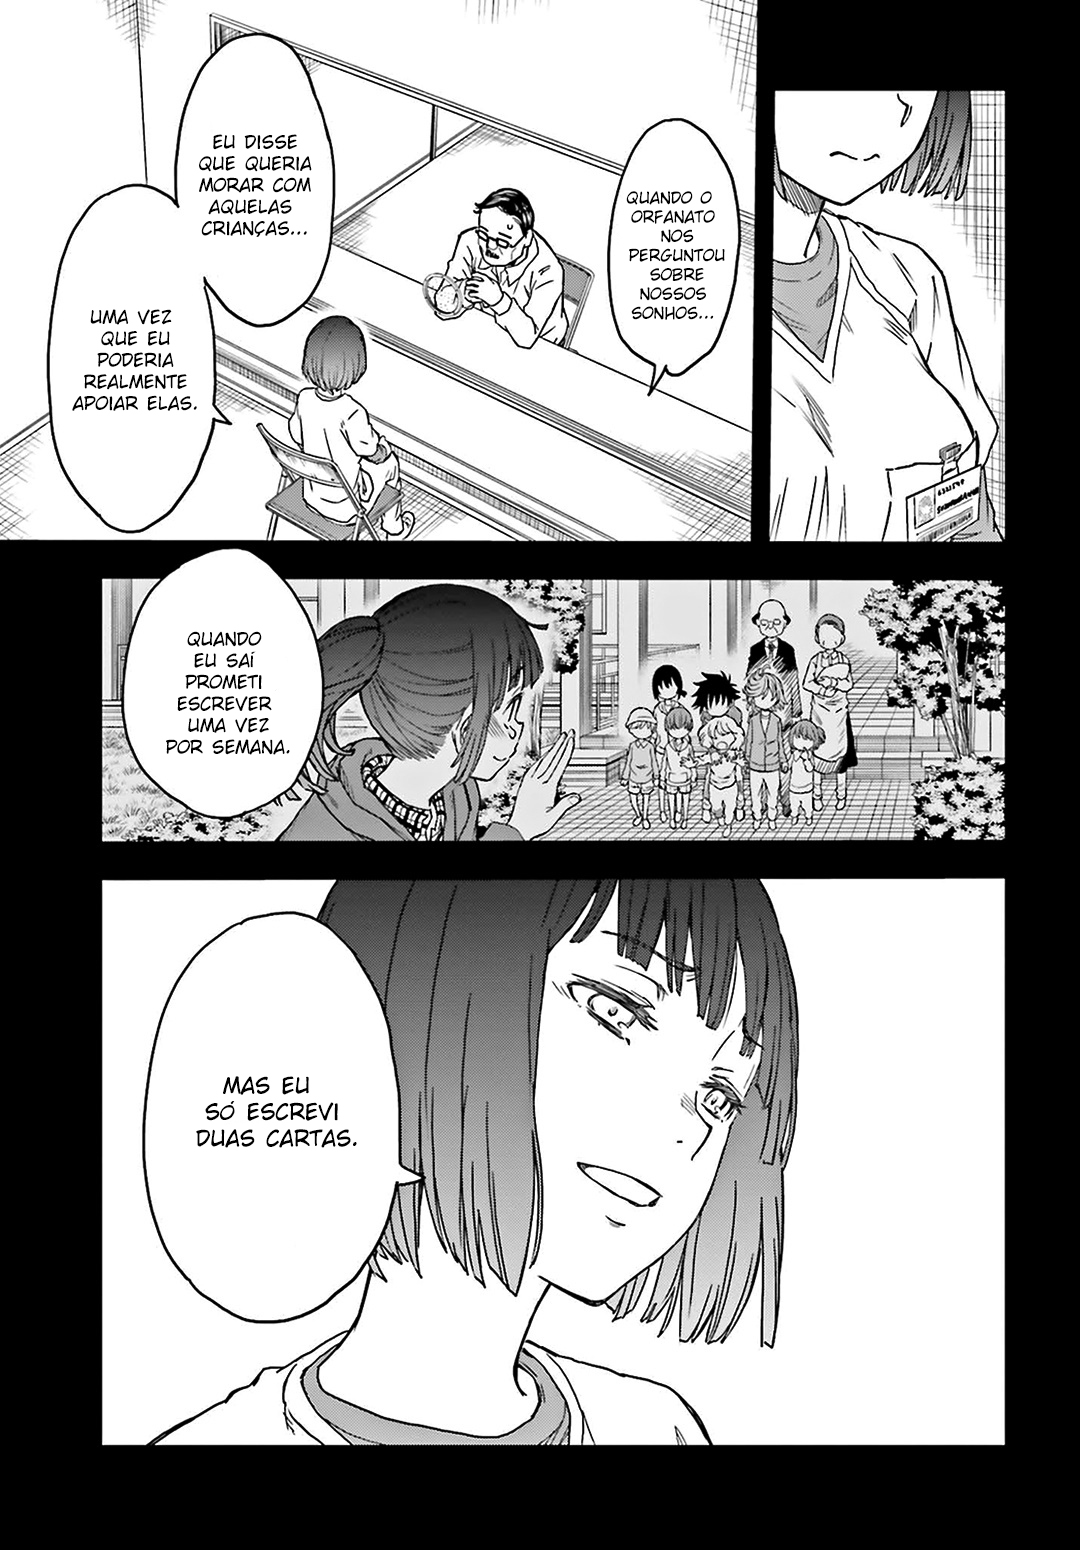 QUANDO O
ORFANATO
NOS
PERGUNTOU
SOBRE
NOSSOS
SONHOS...
EU DISSE
QUE QUERIA
MORAR COM
AQUELAS
CRIANÇAS...
UMA VEZ
QUE EU
PODERIA
REALMENTE
APOIAR ELAS.
QUANDO
EU SAÍ
PROMETI
ESCREVER
UMA VEZ
POR SEMANA.
MAS EU
SÓ ESCREVI
DUAS CARTAS.